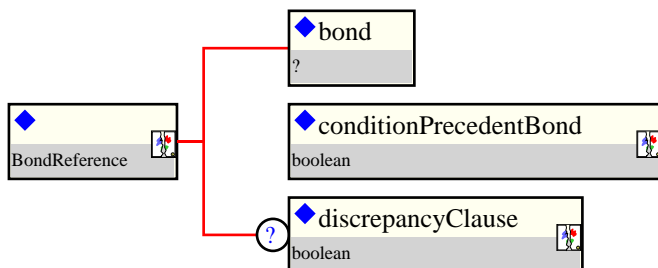 bond
?
BondReference
conditionPrecedentBond
boolean
?
discrepancyClause
boolean